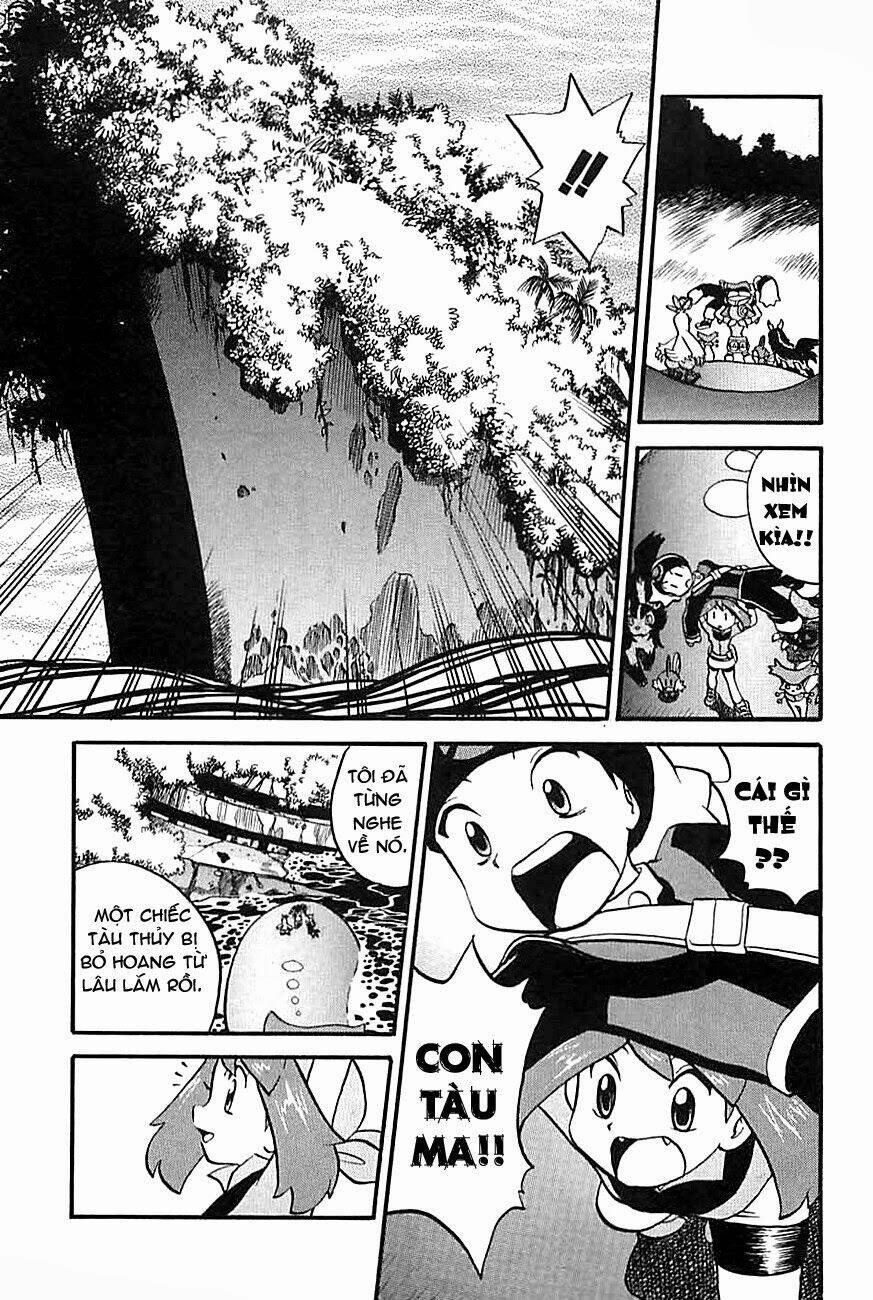 !!
NHÌN
XEM
KÌA!!
CÁI GÌ
THẾ
??
CON
TÀU
MA!!
TÔI ĐÃ
TỪNG
NGHE
VỀ NÓ.
MỘT CHIẾC
TÀU THỦY BỊ
BỎ HOANG TỪ
LÂU LẮM RỒI.